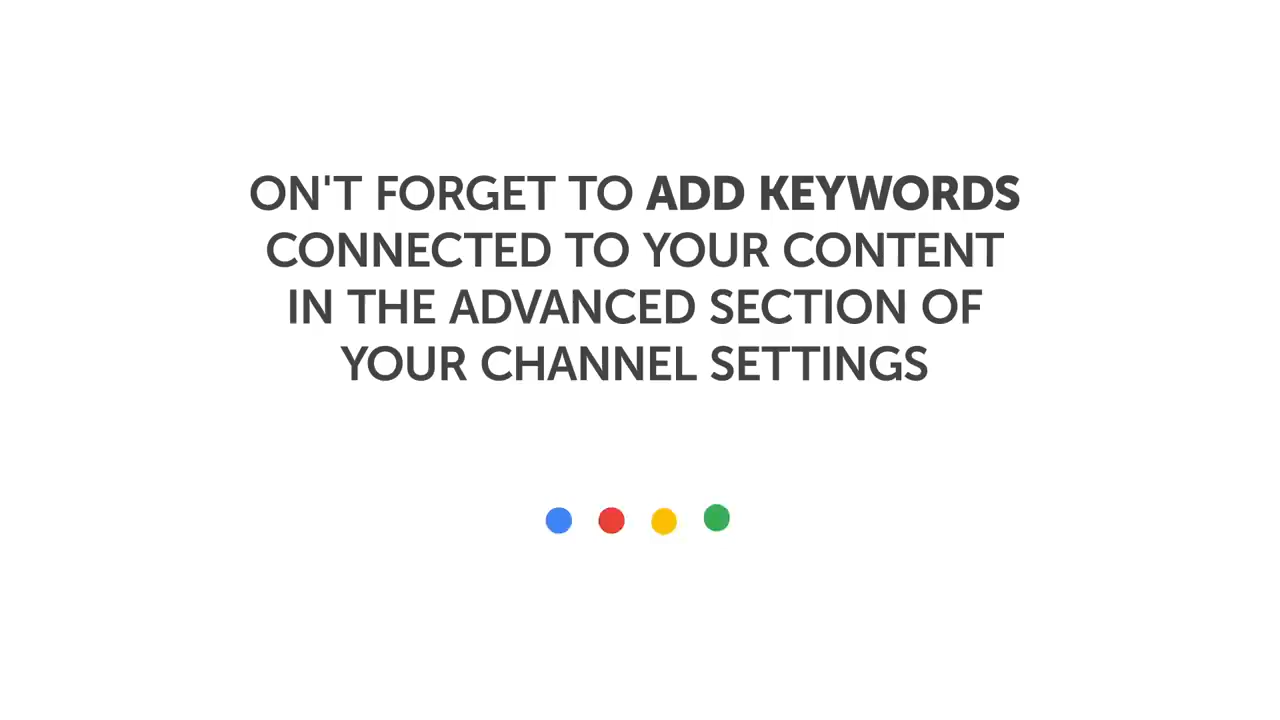 ON'T FORGET TO ADD KEYWORDS
CONNECTED TO YOUR CONTENT
IN THE ADVANCED SECTION OF
YOUR CHANNEL SETTINGS